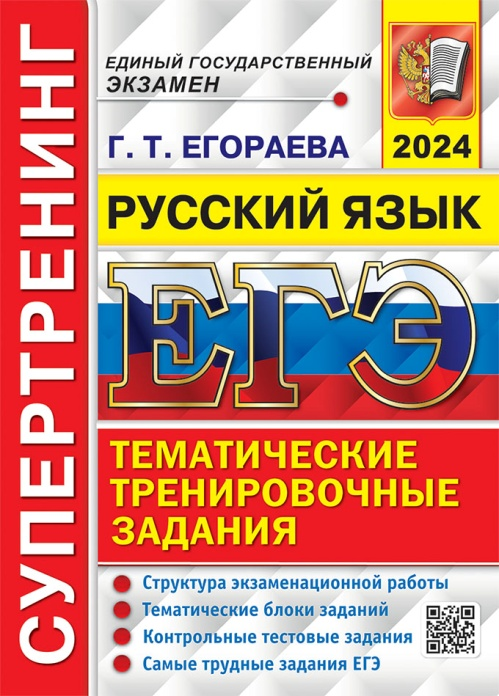 СУПЕРТРЕНИНГ
ЕДИНЫЙ ГОСУДАРСТВЕННЫЙ
ЭКЗАМЕН
Г. Т. ЕГОРАЕВА
2024
РУССКИЙ ЯЗЫК
ЕГЭ
ТЕМАТИЧЕСКИЕ
ТРЕНИРОВОЧНЫЕ
ЗАДАНИЯ
Структура экзаменационной работы
Тематические блоки заданий
Контрольные тестовые задания
Самые трудные задания ЕГЭ